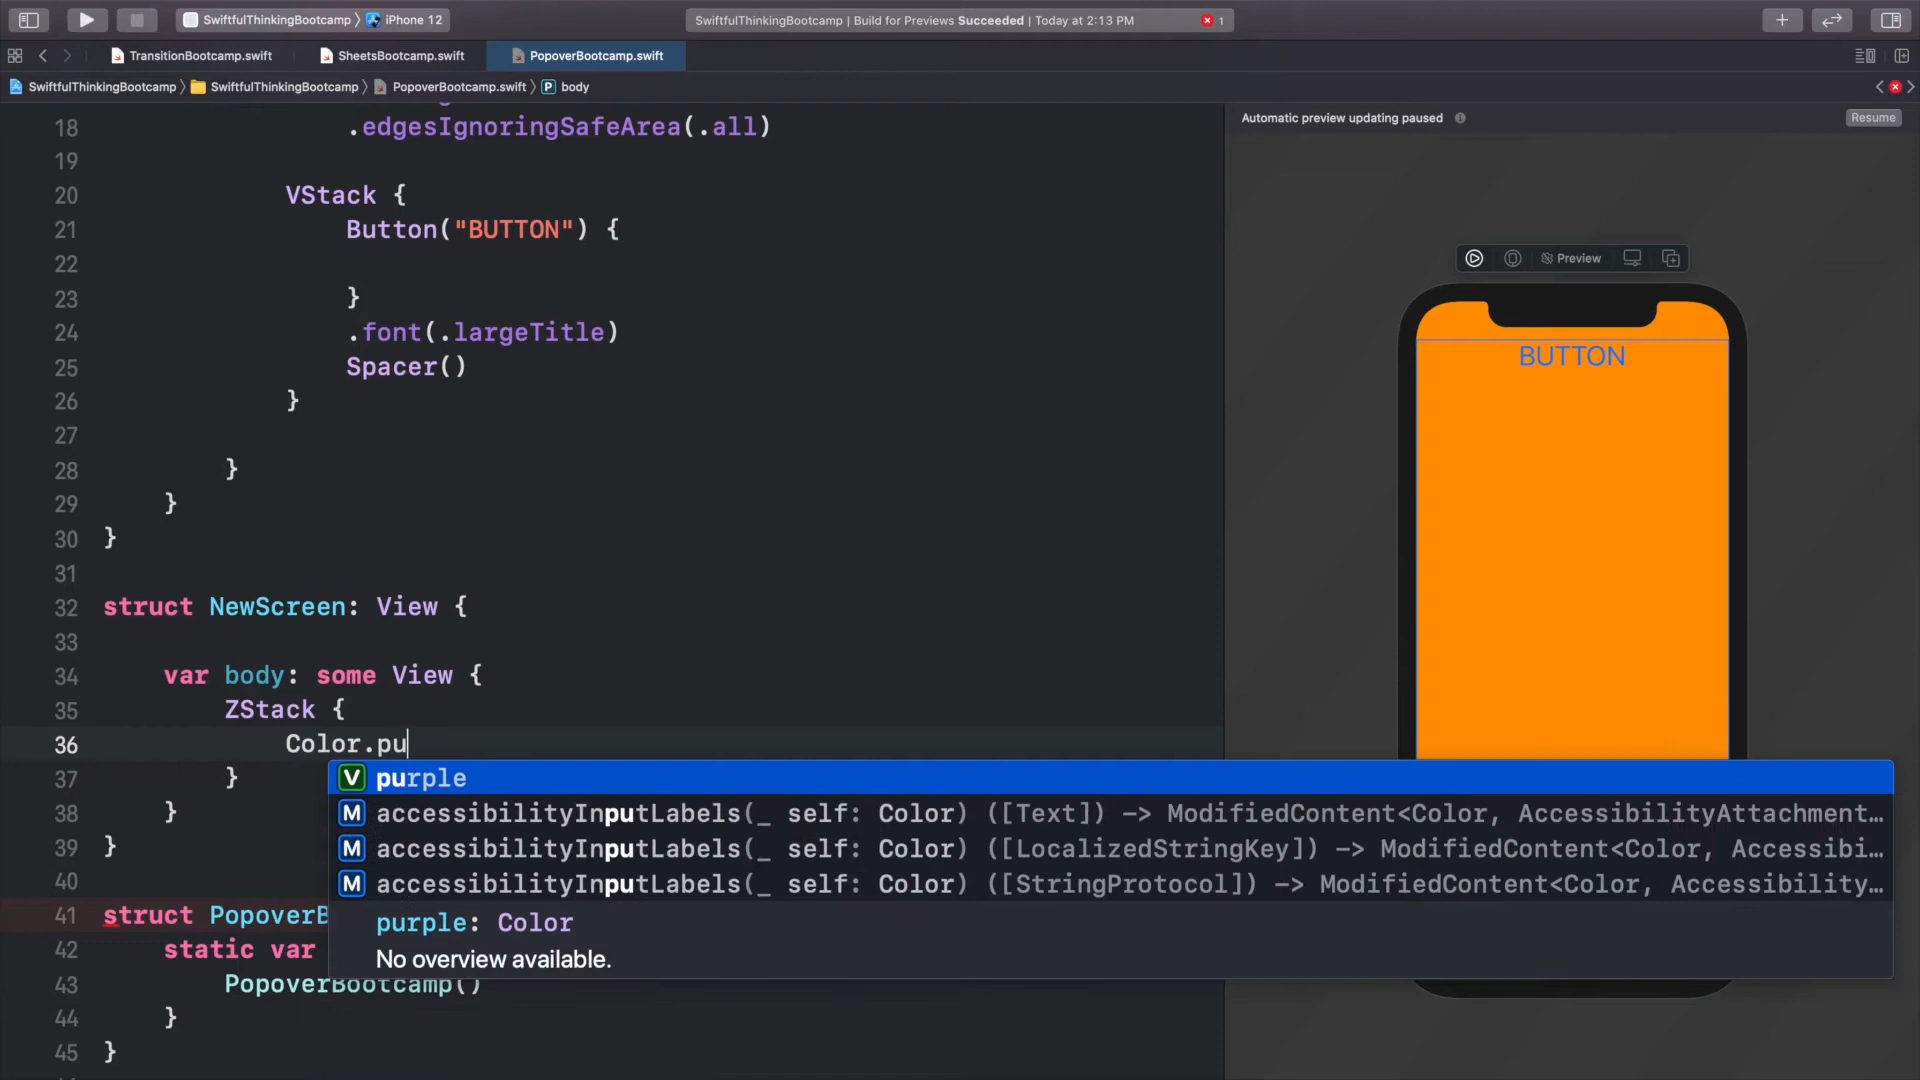 SwiftfulThinkingBootcamp 〉 iPhone 12
SwiftfulThinkingBootcamp | Build for Previews Succeeded | Today at 2:13 PM
1
TransitionBootcamp.swift
SheetsBootcamp.swift
PopoverBootcamp.swift
SwiftfulThinkingBootcamp 〉 SwiftfulThinkingBootcamp 〉 PopoverBootcamp.swift 〉 P body
Automatic preview updating paused
Resume
18 .edgesIgnoringSafeArea(.all)
19
20 VStack {
21 Button("BUTTON") {
22
23 }
24 .font(.largeTitle)
25 Spacer()
26 }
27
28 }
29 }
30 }
31
32 struct NewScreen: View {
33
34 var body: some View {
35 ZStack {
36 Color.pu
37 }
38 }
39 }
40
41 struct PopoverB
42 static var
43 PopoverBootcamp()
44 }
45 }
V purple
M accessibilityInputLabels(_ self: Color) ([Text]) -> ModifiedContent<Color, AccessibilityAttachment…
M accessibilityInputLabels(_ self: Color) ([LocalizedStringKey]) -> ModifiedContent<Color, Accessibi…
M accessibilityInputLabels(_ self: Color) ([StringProtocol]) -> ModifiedContent<Color, Accessibility…
purple: Color
No overview available.
Preview
BUTTON